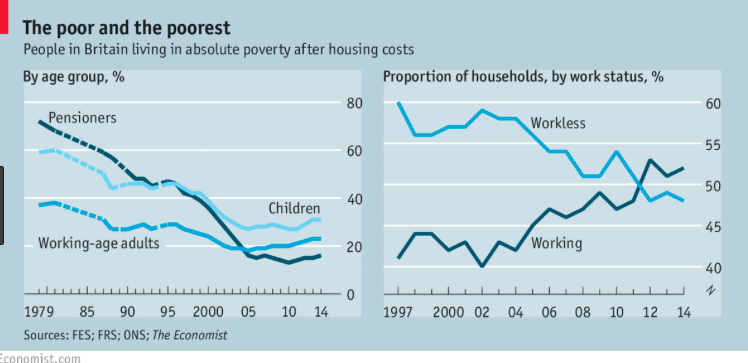 The poor and the poorest
People in Britain living in absolute poverty after housing costs
By age group, %
80
Pensioners
60
40
Children
Working-age adults
20
0
1979 85 90 95 2000 05 10 14
Proportion of households, by work status, %
60
Workless
55
50
45
Working
40
1997 2000 02 04 06 08 10 12 14
Sources: FES; FRS; ONS; The Economist
Economist.com